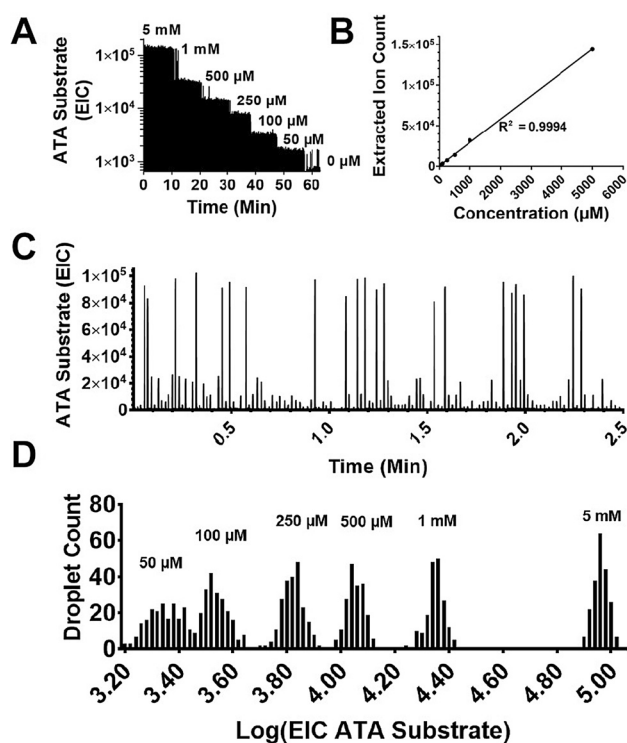 A
ATA Substrate
(EIC)
1×10⁵
1×10⁴
1×10³
5 mM
1 mM
500 µM
250 µM
100 µM
50 µM
0 µM
0 10 20 30 40 50 60
Time (Min)
B
Extracted Ion Count
1.5×10⁵
1×10⁵
5×10⁴
0
R² = 0.9994
0 1000 2000 3000 4000 5000 6000
Concentration (µM)
C
ATA Substrate (EIC)
1×10⁵
8×10⁴
6×10⁴
4×10⁴
2×10⁴
0
0.5 1.0 1.5 2.0 2.5
Time (Min)
D
Droplet Count
80
60
40
20
0
50 µM
100 µM
250 µM
500 µM
1 mM
5 mM
3.20 3.40 3.60 3.80 4.00 4.20 4.40 4.60 4.80 5.00
Log(EIC ATA Substrate)